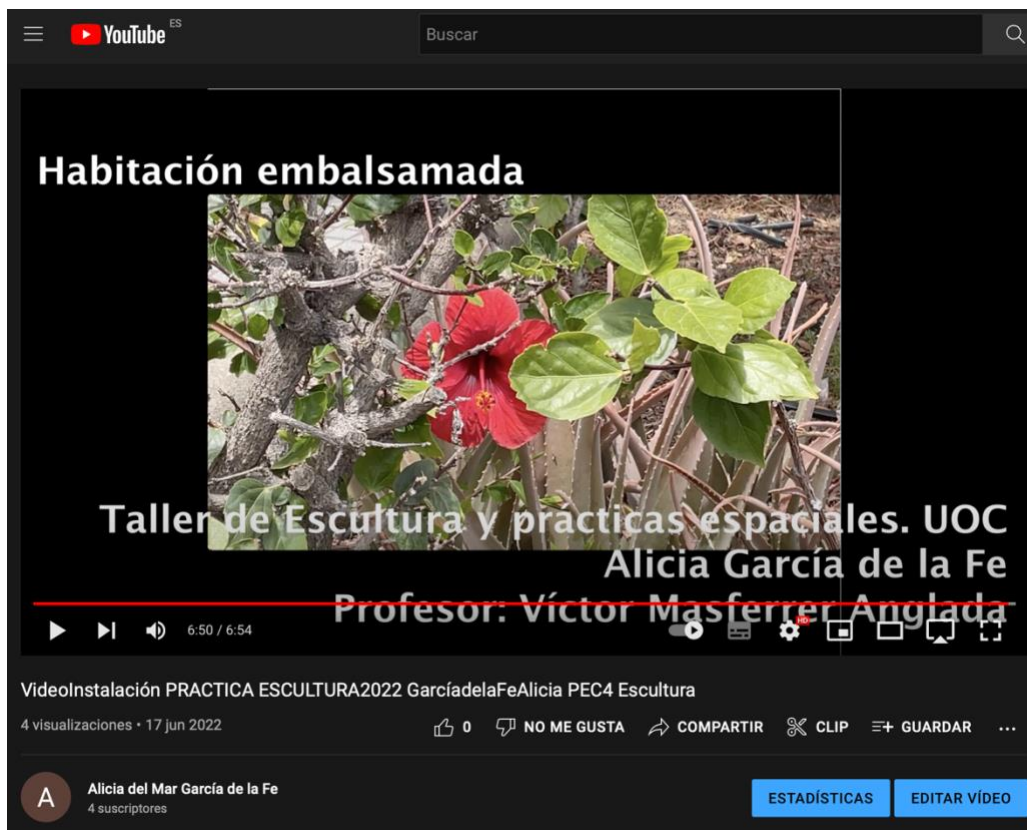 YouTube ES
Buscar
Habitación embalsamada
Taller de Escultura y prácticas espaciales. UOC
Alicia García de la Fe
Profesor: Víctor Masferrer Anglada
6:50 / 6:54
HD
VideoInstalación PRACTICA ESCULTURA2022 GarcíadelaFeAlicia PEC4 Escultura
4 visualizaciones • 17 jun 2022
0 NO ME GUSTA COMPARTIR CLIP GUARDAR ...
A
Alicia del Mar García de la Fe
4 suscriptores
ESTADÍSTICAS EDITAR VÍDEO